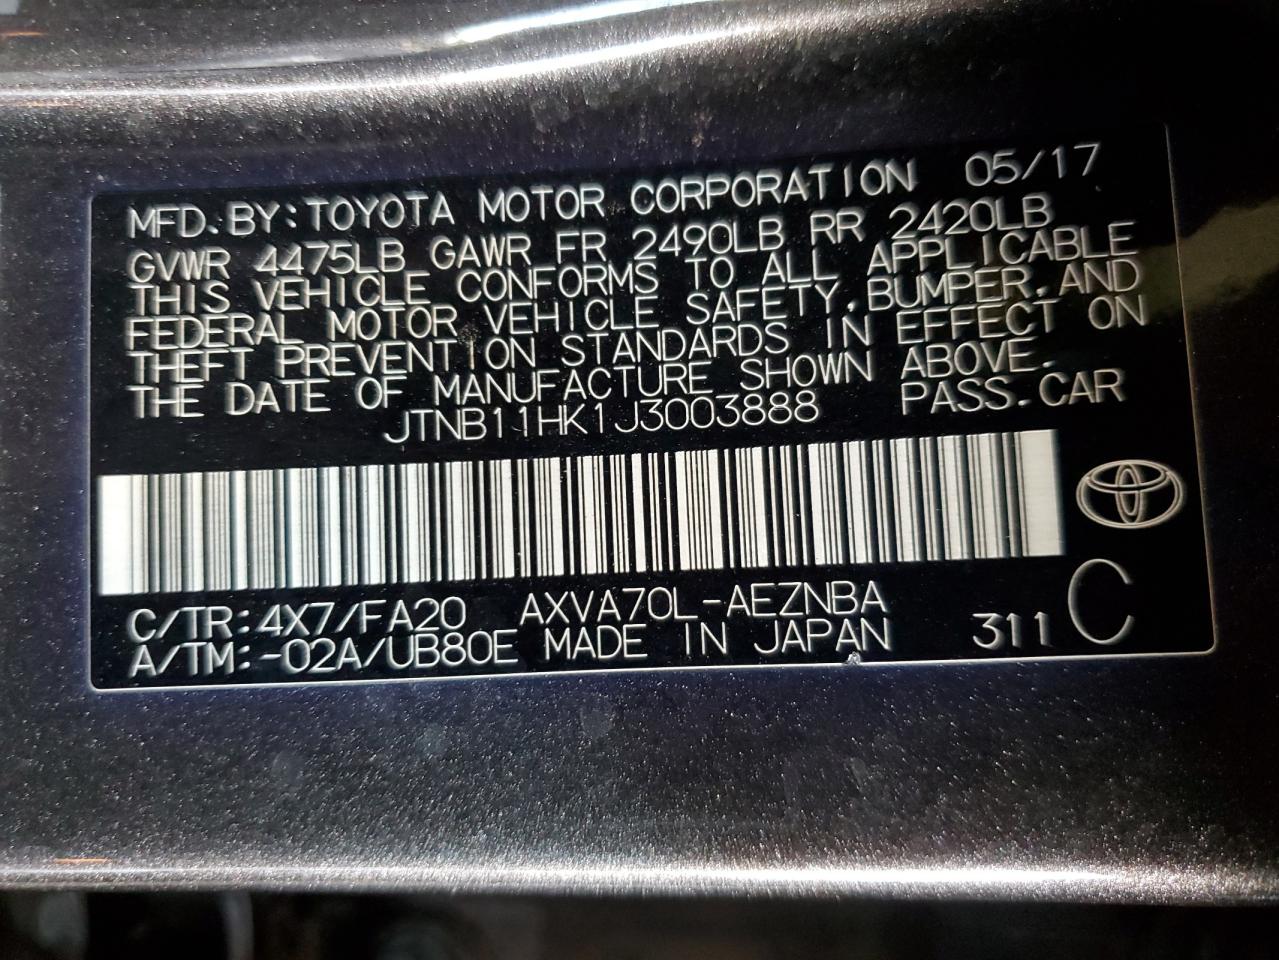 MFD. BY: TOYOTA MOTOR CORPORATION 05/17
GVWR 4475LB GAWR FR 2490LB RR 2420LB
THIS VEHICLE CONFORMS TO ALL APPLICABLE
FEDERAL MOTOR VEHICLE SAFETY, BUMPER, AND
THEFT PREVENTION STANDARDS IN EFFECT ON
THE DATE OF MANUFACTURE SHOWN ABOVE.
JTNB11HK1J3003888 PASS. CAR
C/TR: 4X7/FA20 AXVA70L-AEZNBA
A/TM: -02A/UB80E MADE IN JAPAN 311 C